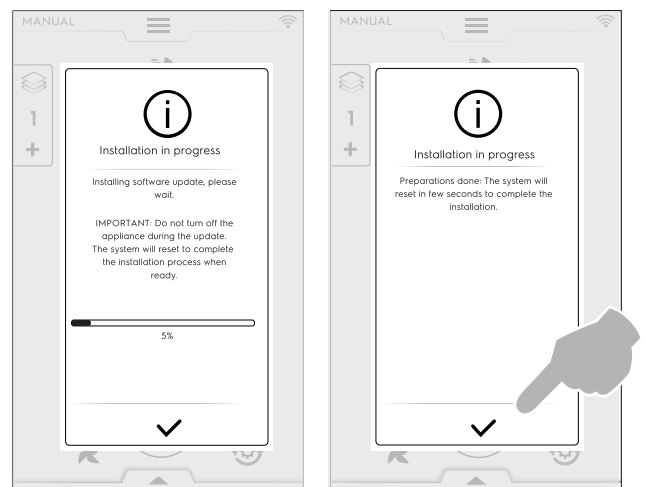 MANUAL
1
+
i
Installation in progress
Installing software update, please
wait.
IMPORTANT: Do not turn off the
appliance during the update.
The system will reset to complete
the installation process when
ready.
5%
MANUAL
1
+
i
Installation in progress
Preparations done: The system will
reset in few seconds to complete the
installation.